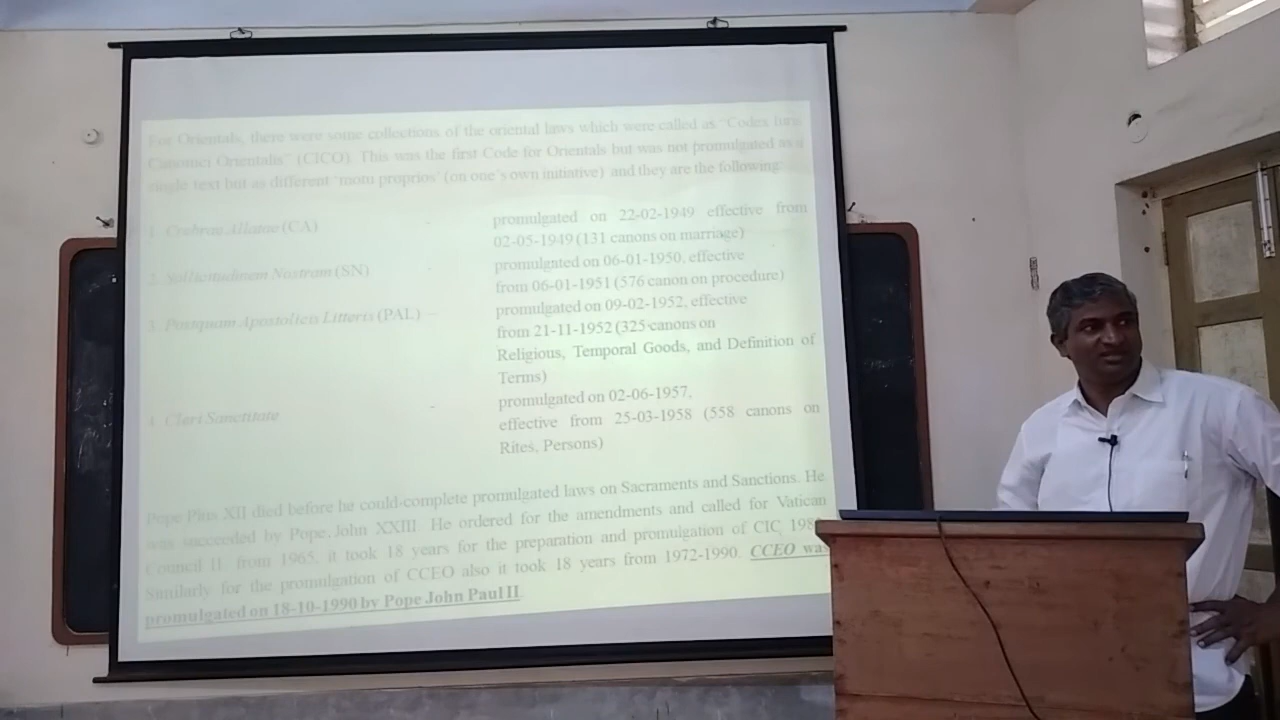 For Orientals, there were some collections of the oriental laws which were called as "Codex Iuris
Canonici Orientalis" (CICO). This was the first Code for Orientals but was not promulgated as a
single text but as different 'motu proprios' (on one's own initiative) and they are the following:
1. Crebrae Allatae (CA) - promulgated on 22-02-1949 effective from
02-05-1949 (131 canons on marriage)
2. Sollicitudinem Nostram (SN) promulgated on 06-01-1950, effective
from 06-01-1951 (576 canon on procedure)
3. Postquam Apostolicis Litteris (PAL) – promulgated on 09-02-1952, effective
from 21-11-1952 (325 canons on
Religious, Temporal Goods, and Definition of
Terms)
4. Cleri Sanctitate - promulgated on 02-06-1957,
effective from 25-03-1958 (558 canons on
Rites, Persons)
Pope Pius XII died before he could complete promulgated laws on Sacraments and Sanctions. He
was succeeded by Pope John XXIII. He ordered for the amendments and called for Vatican
Council II. from 1965, it took 18 years for the preparation and promulgation of CIC
Similarly for the promulgation of CCEO also it took 18 years from 1972-1990. CCEO was
promulgated on 18-10-1990 by Pope John Paul II.